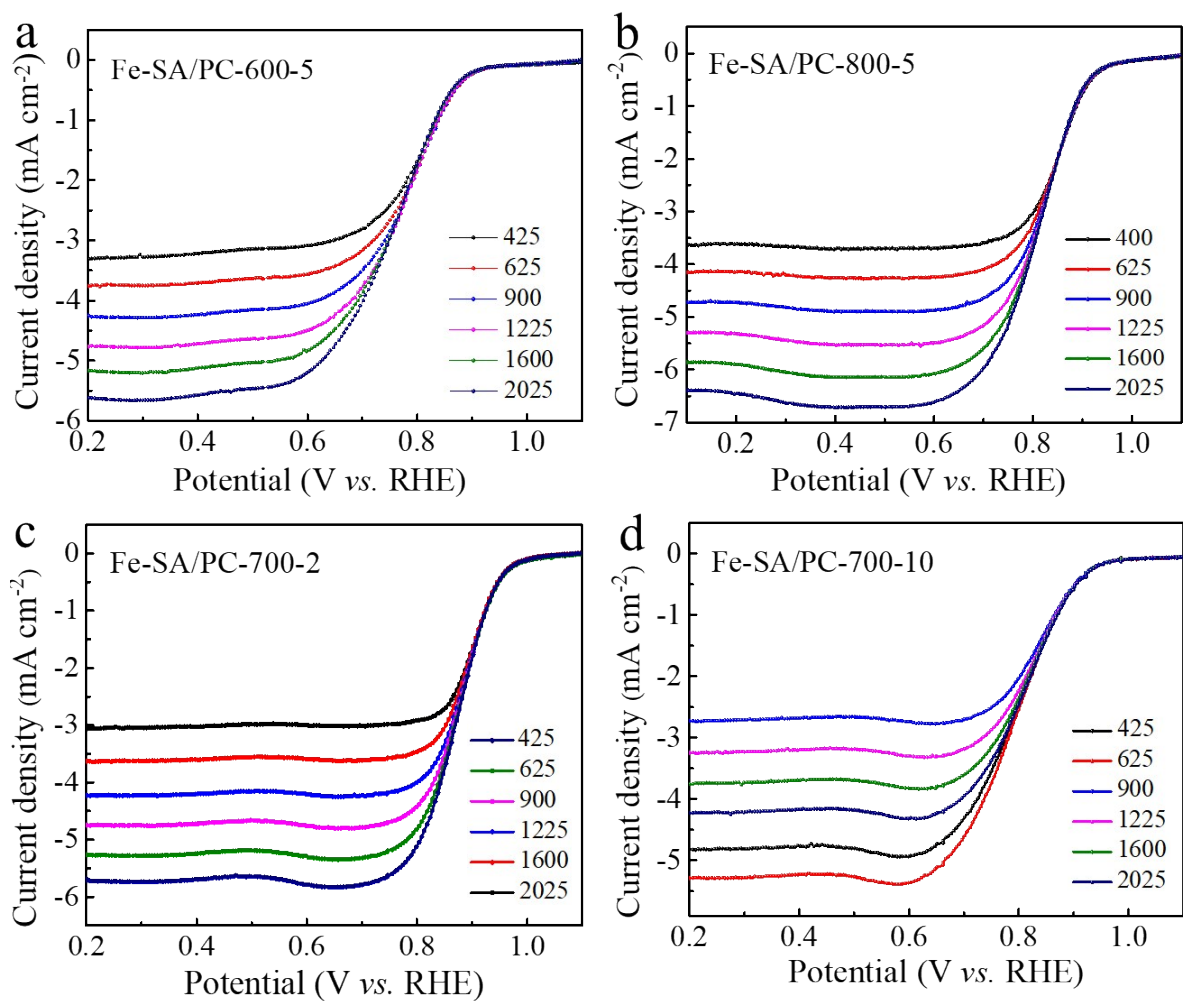 a
Fe-SA/PC-600-5
Current density (mA cm-2)
0
-1
-2
-3
-4
-5
-6
425
625
900
1225
1600
2025
0.2 0.4 0.6 0.8 1.0
Potential (V vs. RHE)
b
Fe-SA/PC-800-5
Current density (mA cm-2)
0
-1
-2
-3
-4
-5
-6
-7
400
625
900
1225
1600
2025
0.2 0.4 0.6 0.8 1.0
Potential (V vs. RHE)
c
Fe-SA/PC-700-2
Current density (mA cm-2)
0
-1
-2
-3
-4
-5
-6
425
625
900
1225
1600
2025
0.2 0.4 0.6 0.8 1.0
Potential (V vs. RHE)
d
Fe-SA/PC-700-10
Current density (mA cm-2)
0
-1
-2
-3
-4
-5
425
625
900
1225
1600
2025
0.2 0.4 0.6 0.8 1.0
Potential (V vs. RHE)